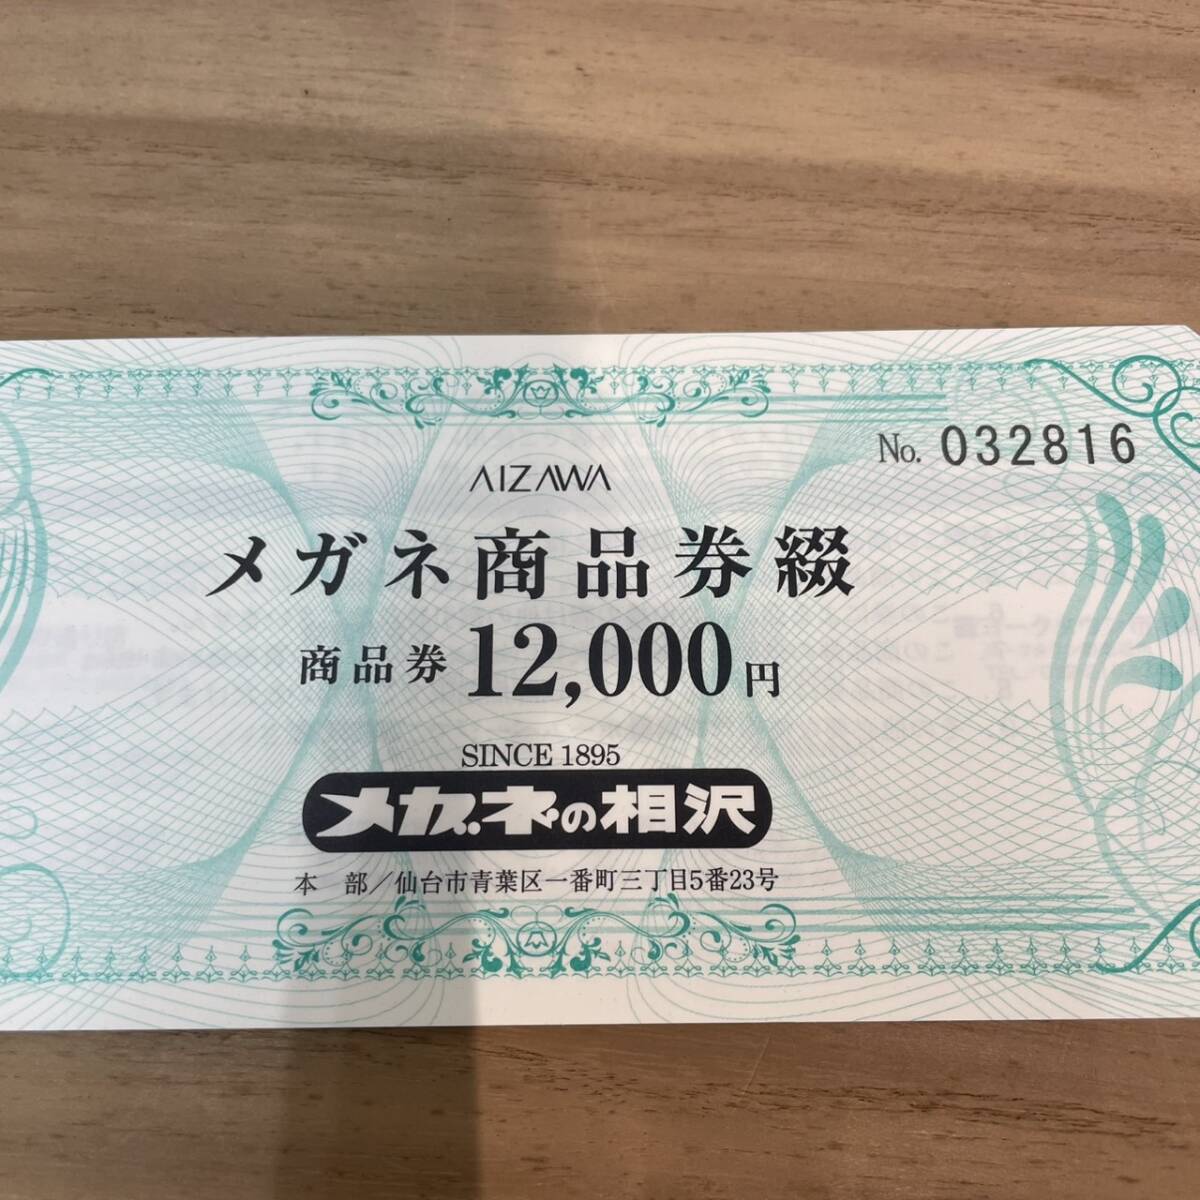 No. 032816
AIZAWA
メガネ商品券綴
商品券 12,000円
SINCE 1895
メガネの相沢
本 部／仙台市青葉区一番町三丁目5番23号